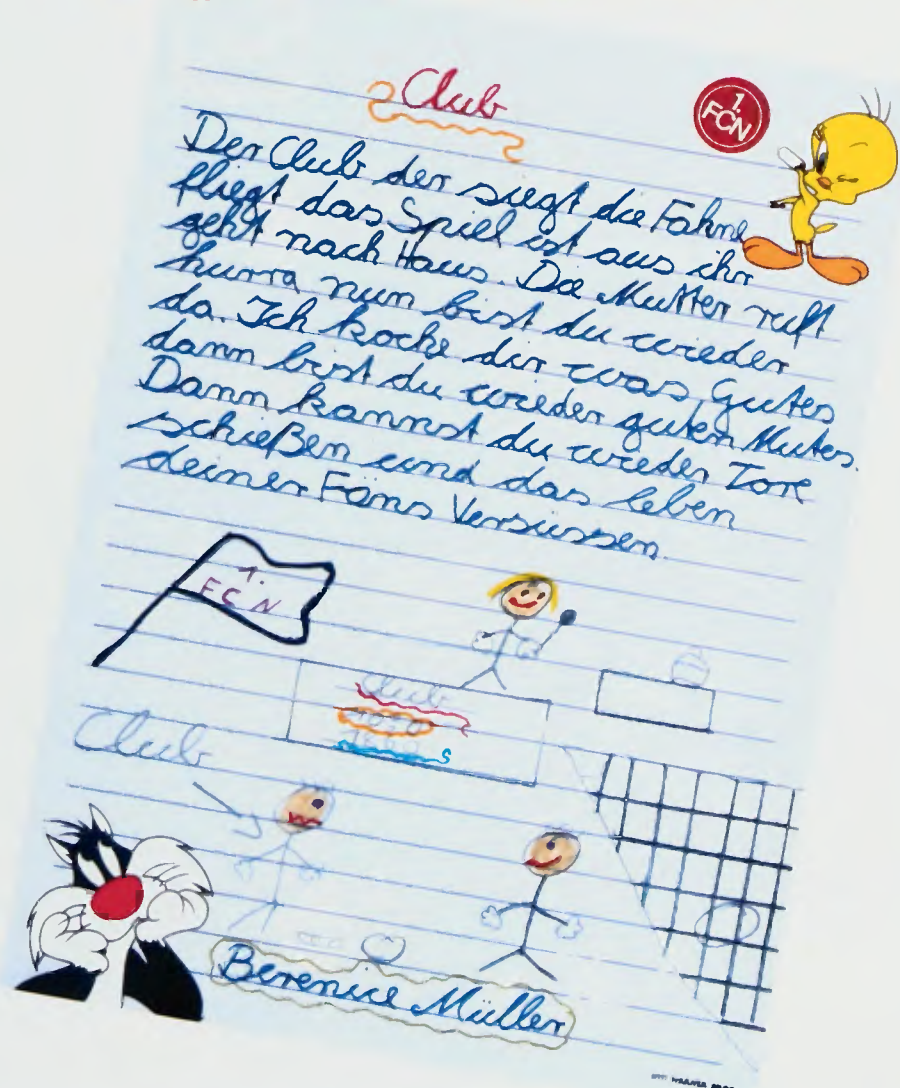 Club
1.
FCN
Der Club der siegt die Fahne
fliegt das Spiel ist aus ihr
geht nach Haus. Die Mutter ruft
hurra nun bist du wieder
da. Ich koche dir was Gutes
dann bist du wieder guten Mutes.
Dann kannst du wieder Tore
schießen und das leben
deiner Fans Versüssen.
1.
FCN
Club
Club
Berenice Müller